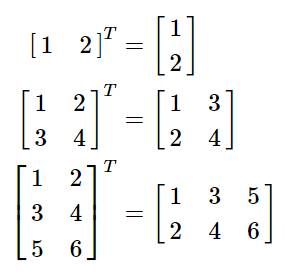 [1 2]^T = [1; 2]
[1 2; 3 4]^T = [1 3; 2 4]
[1 2; 3 4; 5 6]^T = [1 3 5; 2 4 6]